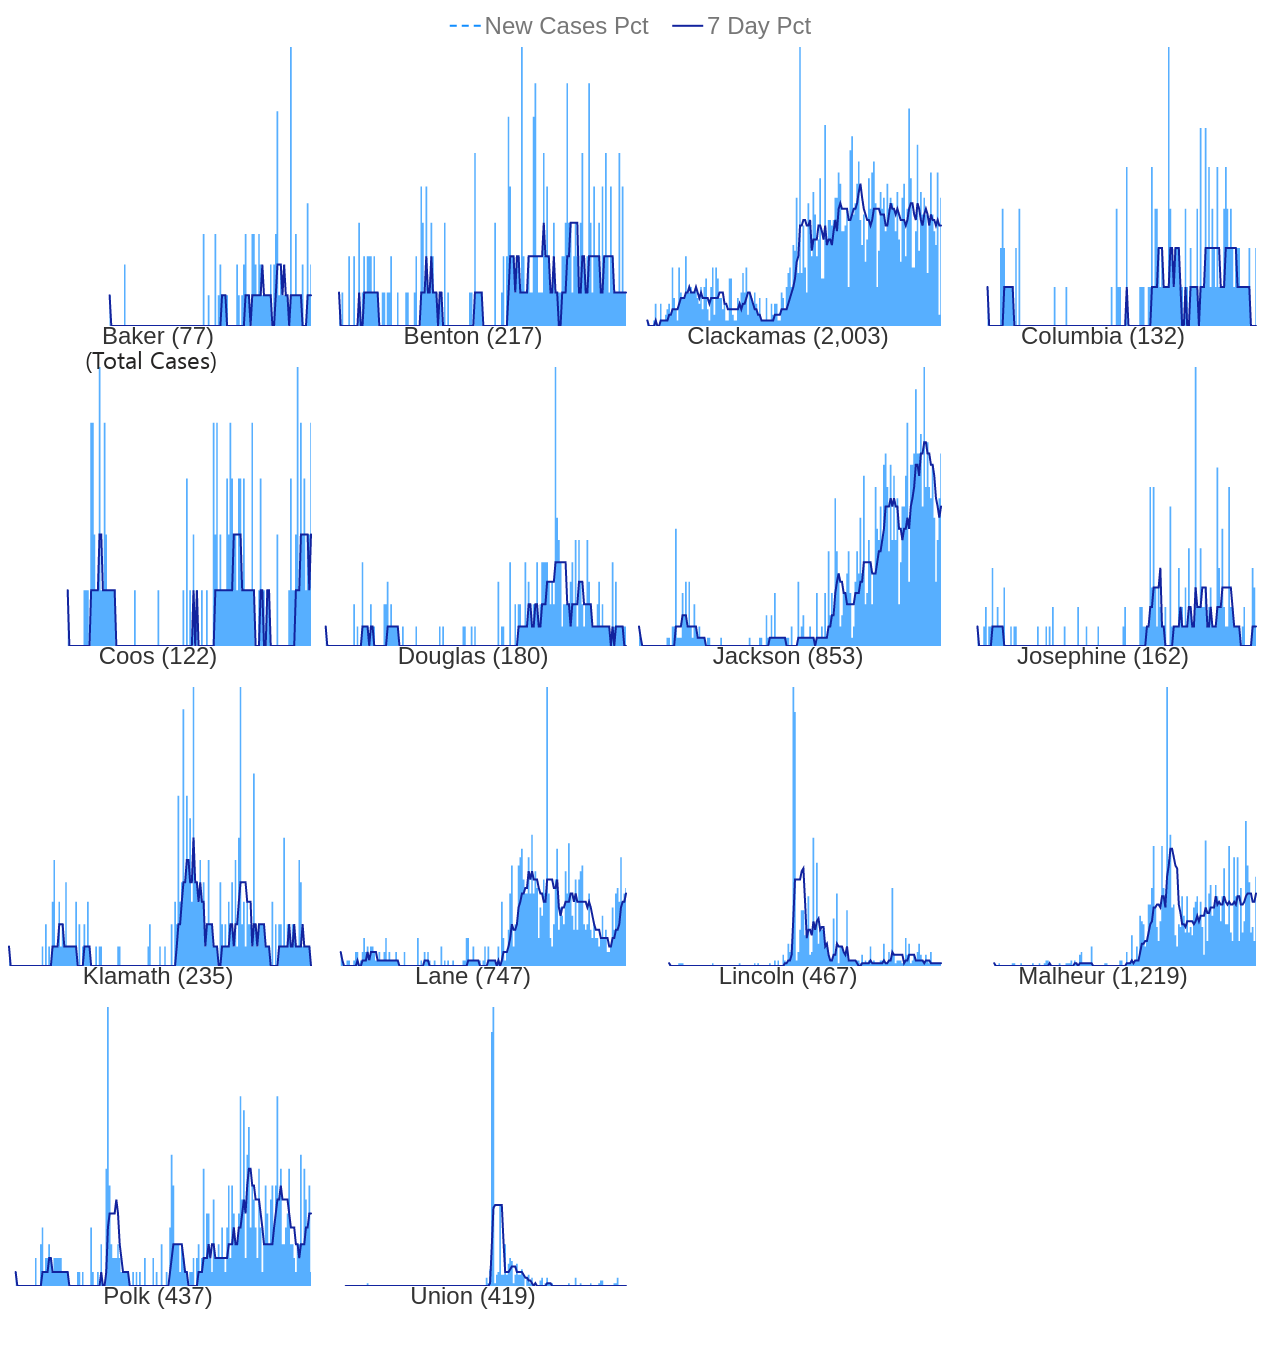 New Cases Pct 7 Day Pct
Baker (77) Benton (217) Clackamas (2,003) Columbia (132)
(Total Cases)
Coos (122) Douglas (180) Jackson (853) Josephine (162)
Klamath (235) Lane (747) Lincoln (467) Malheur (1,219)
Polk (437) Union (419)